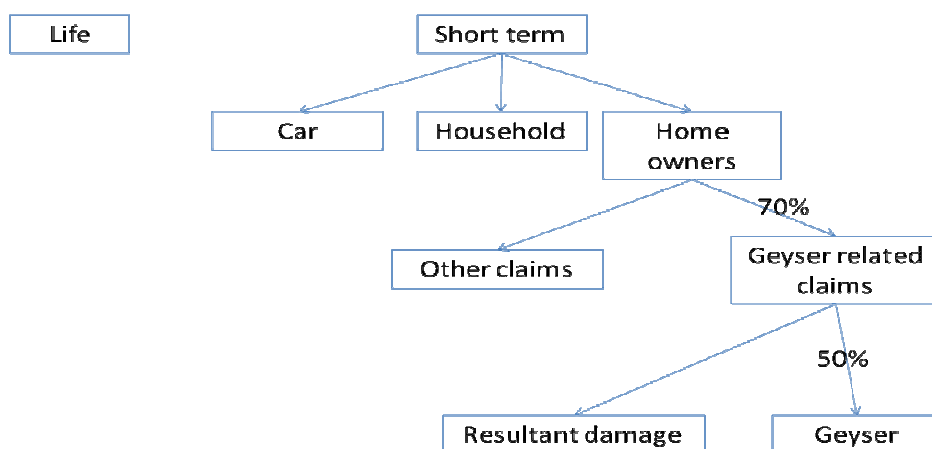 Life
Short term
Car
Household
Home
owners
70%
Other claims
Geyser related
claims
50%
Resultant damage
Geyser